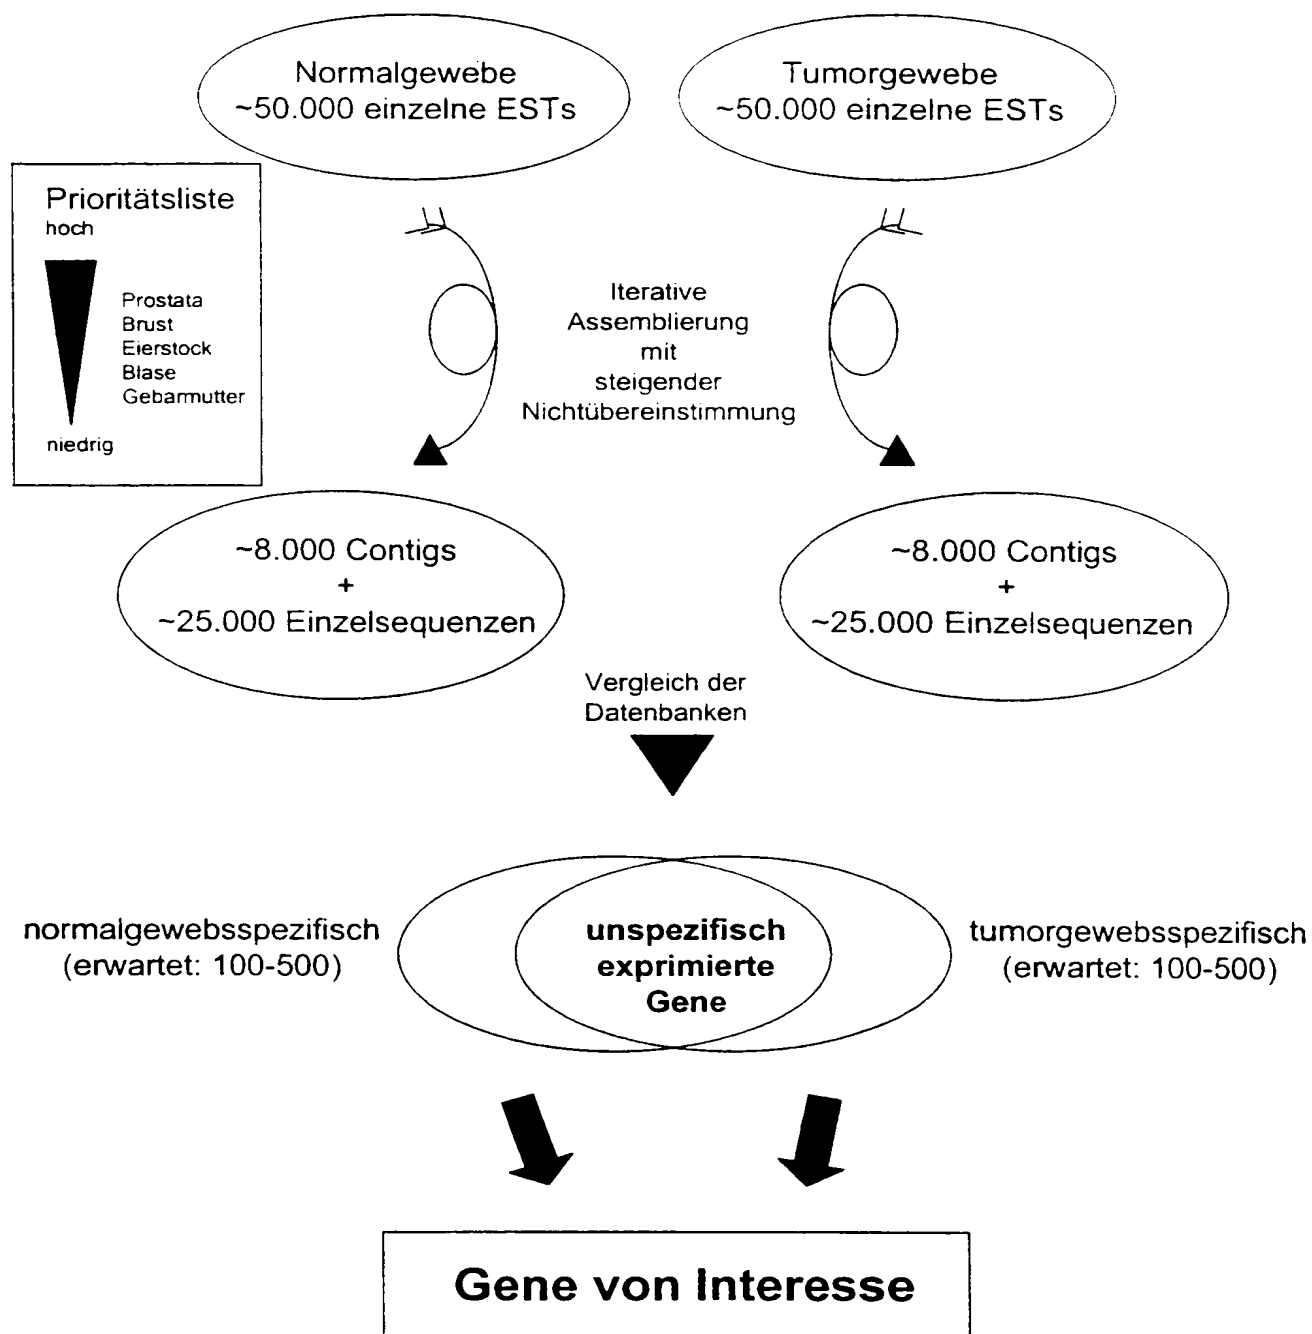 Normalgewebe
~50.000 einzelne ESTs
Tumorgewebe
~50.000 einzelne ESTs
Prioritätsliste
hoch
Prostata
Brust
Eierstock
Blase
Gebarmutter
niedrig
Iterative
Assemblierung
mit
steigender
Nichtübereinstimmung
~8.000 Contigs
+
~25.000 Einzelsequenzen
~8.000 Contigs
+
~25.000 Einzelsequenzen
Vergleich der
Datenbanken
normalgewebsspezifisch
(erwartet: 100-500)
unspezifisch
exprimierte
Gene
tumorgewebsspezifisch
(erwartet: 100-500)
Gene von Interesse